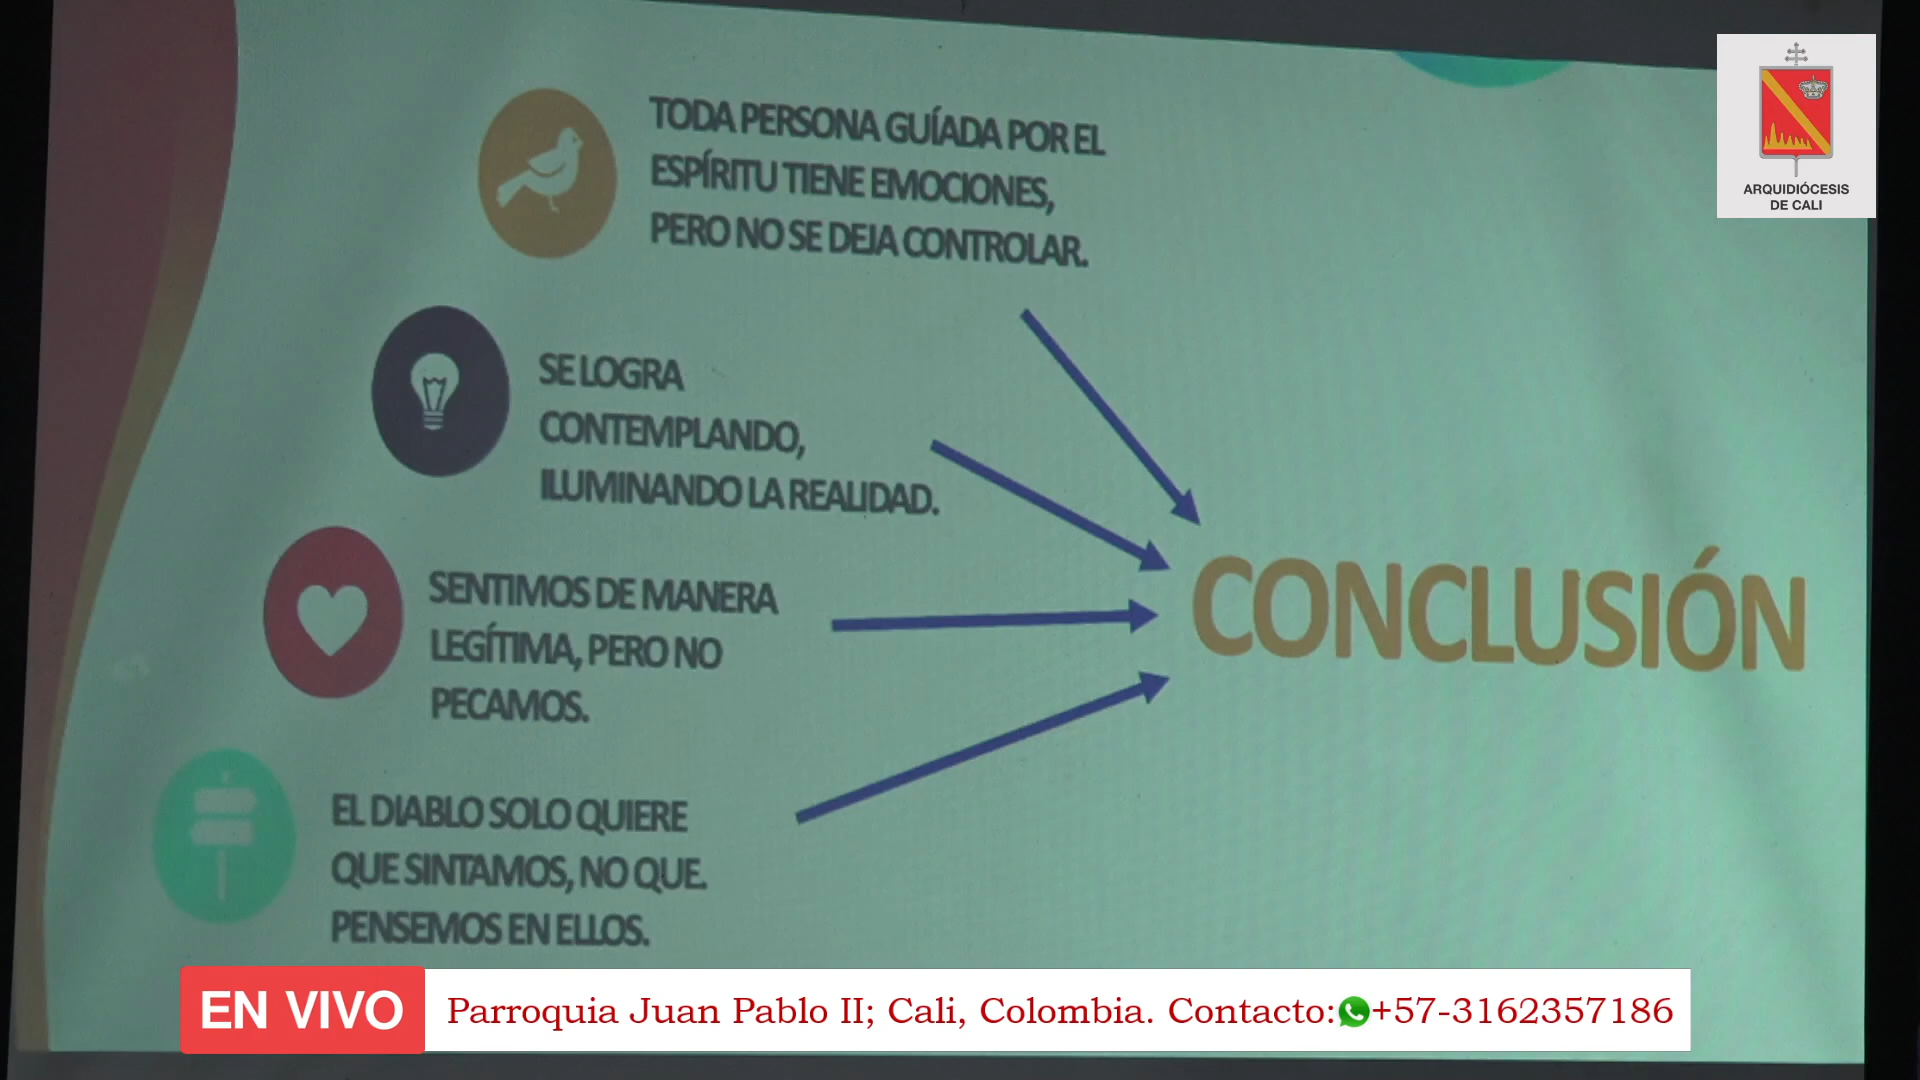 TODA PERSONA GUÍADA POR EL
ESPÍRITU TIENE EMOCIONES,
PERO NO SE DEJA CONTROLAR.
SE LOGRA
CONTEMPLANDO,
ILUMINANDO LA REALIDAD.
SENTIMOS DE MANERA
LEGÍTIMA, PERO NO
PECAMOS.
EL DIABLO SOLO QUIERE
QUE SINTAMOS, NO QUE.
PENSEMOS EN ELLOS.
CONCLUSIÓN
ARQUIDIÓCESIS
DE CALI
EN VIVO
Parroquia Juan Pablo II; Cali, Colombia. Contacto:+57-3162357186